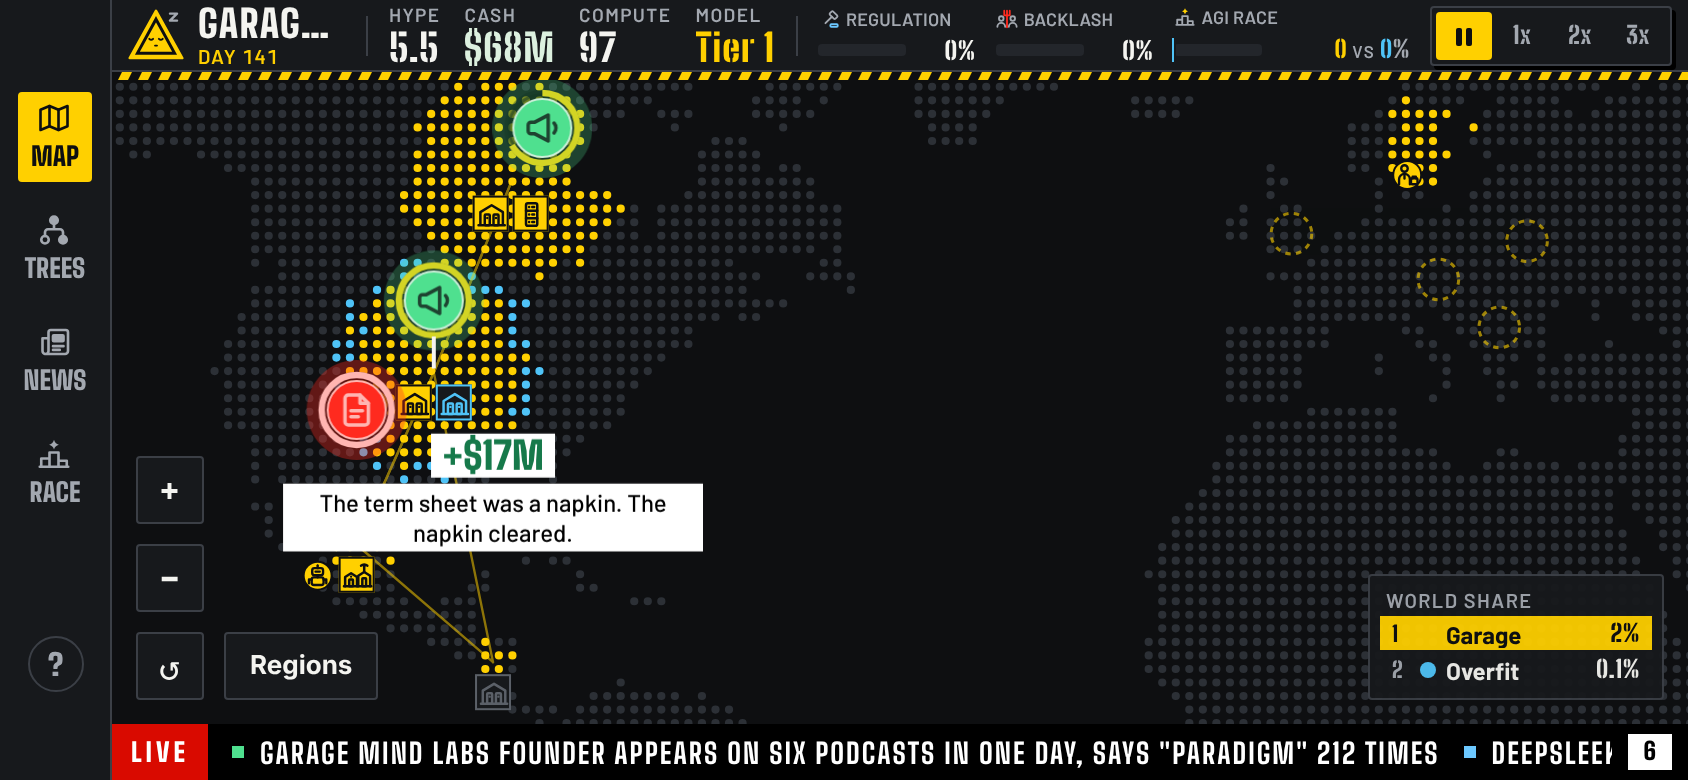 GARAG...
DAY 141
HYPE
5.5
CASH
$68M
COMPUTE
97
MODEL
Tier 1
REGULATION
0%
BACKLASH
0%
AGI RACE
0 vs 0%
1x
2x
3x
MAP
TREES
NEWS
RACE
?
+$17M
The term sheet was a napkin. The
napkin cleared.
+
−
↺
Regions
WORLD SHARE
1 Garage 2%
2 Overfit 0.1%
LIVE
GARAGE MIND LABS FOUNDER APPEARS ON SIX PODCASTS IN ONE DAY, SAYS "PARADIGM" 212 TIMES
6